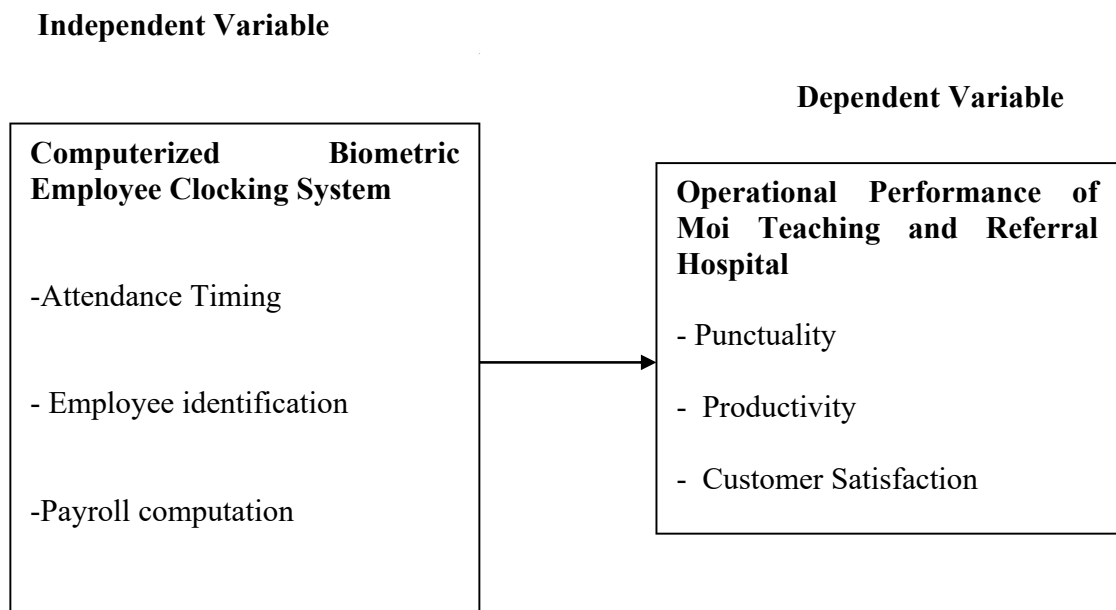 Independent Variable
Dependent Variable
Computerized Biometric
Employee Clocking System
-Attendance Timing
- Employee identification
-Payroll computation
Operational Performance of
Moi Teaching and Referral
Hospital
- Punctuality
- Productivity
- Customer Satisfaction